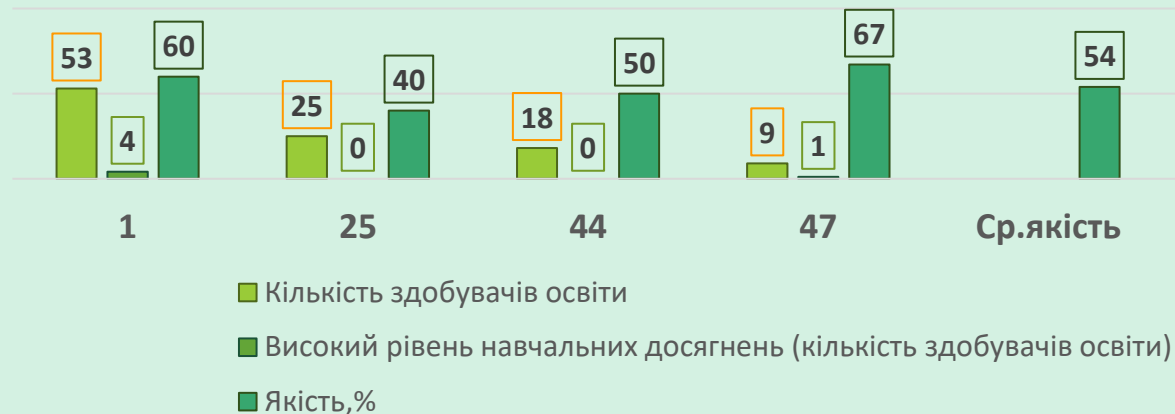 53 4 60 25 0 40 18 0 50 9 1 67 54
1 25 44 47 Ср.якість
Кількість здобувачів освіти
Високий рівень навчальних досягнень (кількість здобувачів освіти)
Якість,%